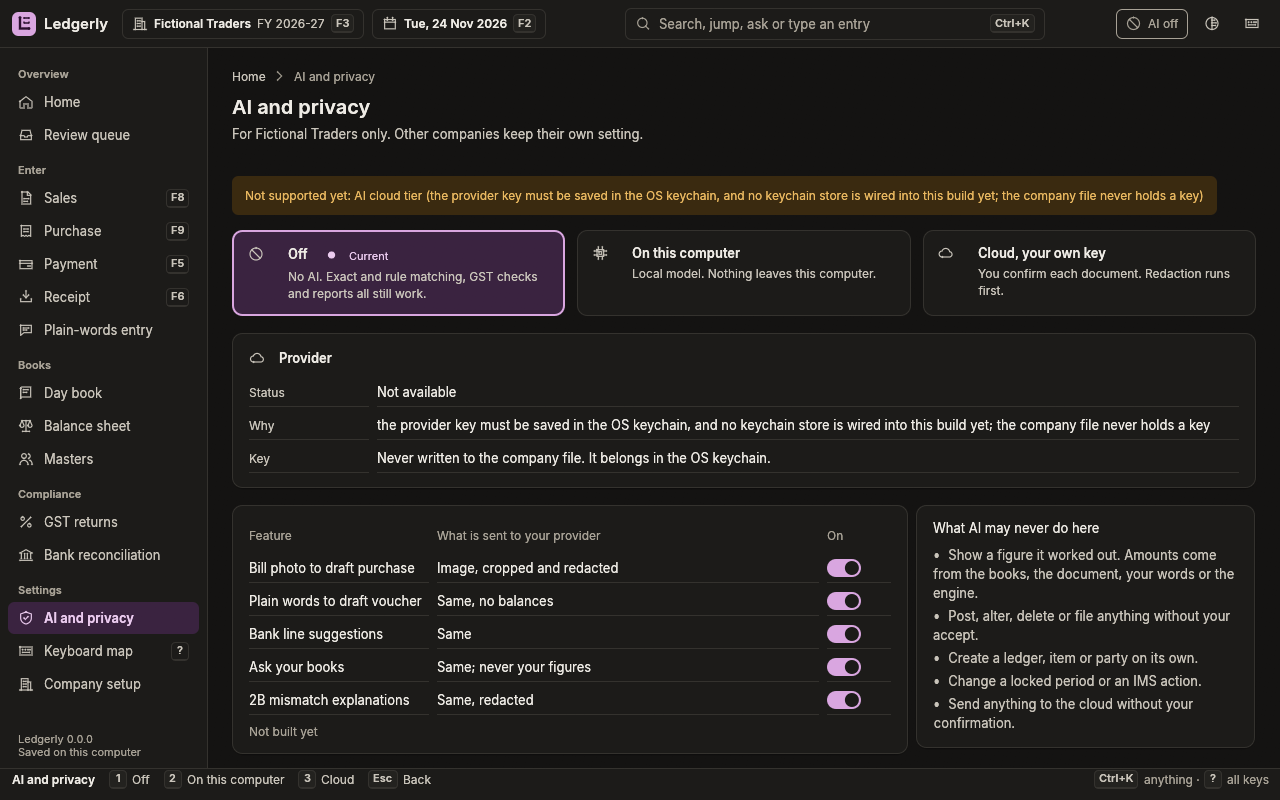 Ledgerly
Fictional Traders FY 2026-27 F3
Tue, 24 Nov 2026 F2
Search, jump, ask or type an entry Ctrl+K
AI off
Overview
Home
Review queue
Enter
Sales F8
Purchase F9
Payment F5
Receipt F6
Plain-words entry
Books
Day book
Balance sheet
Masters
Compliance
GST returns
Bank reconciliation
Settings
AI and privacy
Keyboard map ?
Company setup
Ledgerly 0.0.0
Saved on this computer
Home AI and privacy
AI and privacy
For Fictional Traders only. Other companies keep their own setting.
Not supported yet: AI cloud tier (the provider key must be saved in the OS keychain, and no keychain store is wired into this build yet; the company file never holds a key)
Off Current
No AI. Exact and rule matching, GST checks
and reports all still work.
On this computer
Local model. Nothing leaves this computer.
Cloud, your own key
You confirm each document. Redaction runs
first.
Provider
Status Not available
Why the provider key must be saved in the OS keychain, and no keychain store is wired into this build yet; the company file never holds a key
Key Never written to the company file. It belongs in the OS keychain.
Feature What is sent to your provider On
Bill photo to draft purchase Image, cropped and redacted
Plain words to draft voucher Same, no balances
Bank line suggestions Same
Ask your books Same; never your figures
2B mismatch explanations Same, redacted
Not built yet
What AI may never do here
• Show a figure it worked out. Amounts come
from the books, the document, your words or the
engine.
• Post, alter, delete or file anything without your
accept.
• Create a ledger, item or party on its own.
• Change a locked period or an IMS action.
• Send anything to the cloud without your
confirmation.
AI and privacy 1 Off 2 On this computer 3 Cloud Esc Back
Ctrl+K anything · ? all keys